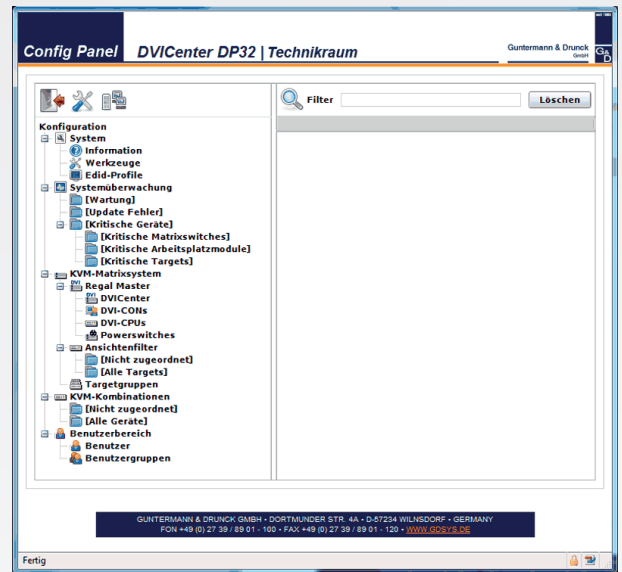 Config Panel
DVICenter DP32 | Technikraum
Guntermann & Drunck
GmbH
G&D
Filter
Löschen
Konfiguration
System
Information
Werkzeuge
Edid-Profile
Systemüberwachung
[Wartung]
[Update Fehler]
[Kritische Geräte]
[Kritische Matrixswitches]
[Kritische Arbeitsplatzmodule]
[Kritische Targets]
KVM-Matrixsystem
DVI Regal Master
DVI DVICenter
DVI-CONs
DVI-CPUs
Powerswitches
Ansichtenfilter
[Nicht zugeordnet]
[Alle Targets]
Targetgruppen
KVM-Kombinationen
[Nicht zugeordnet]
[Alle Geräte]
Benutzerbereich
Benutzer
Benutzergruppen
GUNTERMANN & DRUNCK GMBH • DORTMUNDER STR. 4A • D-57234 WILNSDORF • GERMANY
FON +49 (0) 27 39 / 89 01 - 100 • FAX +49 (0) 27 39 / 89 01 - 120 • WWW.GDSYS.DE
Fertig